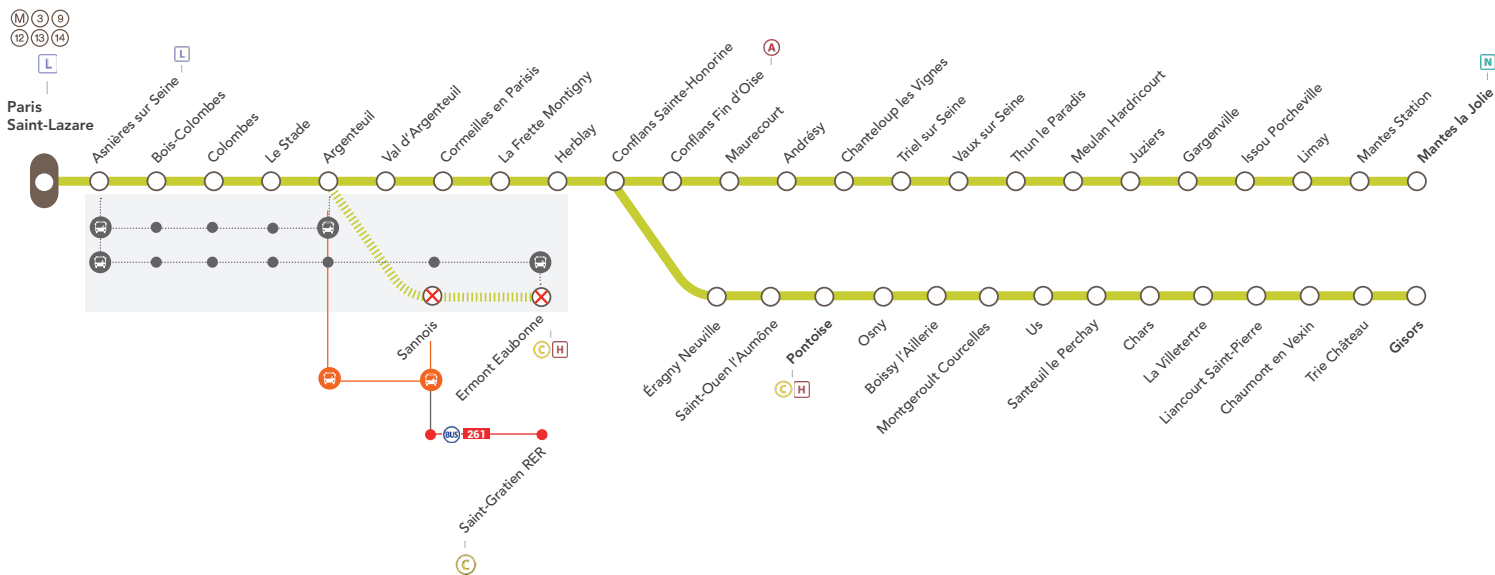 M 3 9
12 13 14
L
Paris
Saint-Lazare
Asnières sur Seine
L
Bois-Colombes
Colombes
Le Stade
Argenteuil
Val d'Argenteuil
Cormeilles en Parisis
La Frette Montigny
Herblay
Conflans Sainte-Honorine
Conflans Fin d'Oise
A
Maurecourt
Andrésy
Chanteloup les Vignes
Triel sur Seine
Vaux sur Seine
Thun le Paradis
Meulan Hardricourt
Juziers
Gargenville
Issou Porcheville
Limay
Mantes Station
Mantes la Jolie
N
Sannois
Ermont Eaubonne
C H
Éragny Neuville
Saint-Ouen l'Aumône
Pontoise
C H
Osny
Boissy l'Aillerie
Montgeroult Courcelles
Us
Santeuil le Perchay
Chars
La Villetertre
Liancourt Saint-Pierre
Chaumont en Vexin
Trie Château
Gisors
BUS 261
Saint-Gratien RER
C